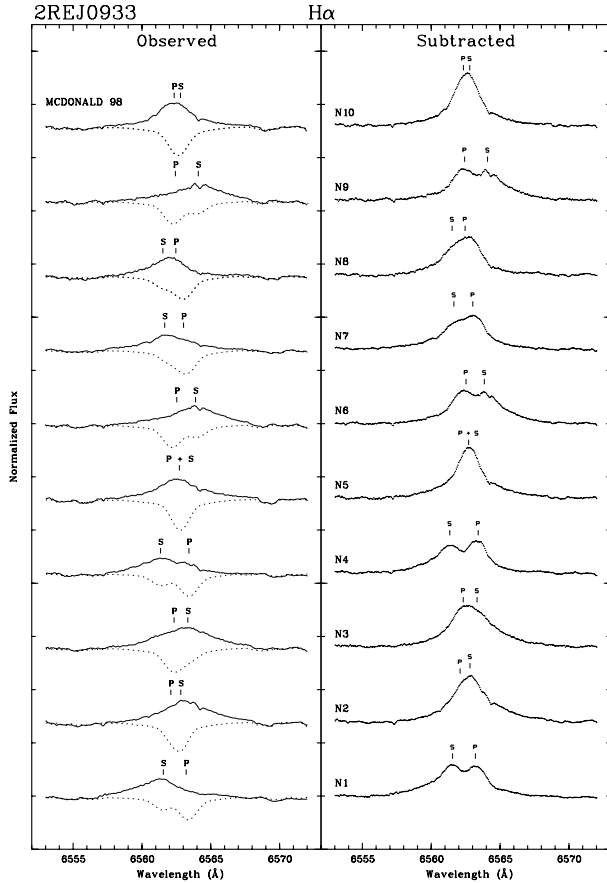 2REJ0933 Hα
Observed Subtracted
MCDONALD 98
PS
P S
N10
P S
P S
N9
S P
S P
N8
S P
S P
N7
P S
P S
N6
P + S
P + S
N5
S P
S P
N4
P S
P S
N3
P S
P S
N2
S P
S P
N1
Normalized Flux
6555 6560 6565 6570 6555 6560 6565 6570
Wavelength (Å) Wavelength (Å)